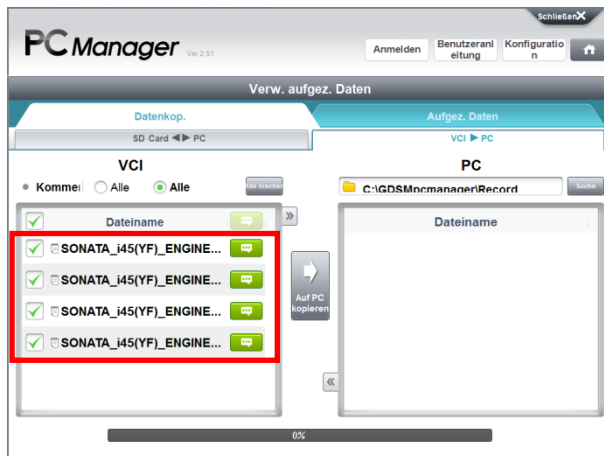 Schließen X
PC Manager Ver 2.51
Anmelden
Benutzeranl
eitung
Konfiguratio
n
Verw. aufgez. Daten
Datenkop.
Aufgez. Daten
SD Card ◀▶ PC
VCI ▶ PC
VCI
PC
Kommei
Alle
Alle
Alle löschen
C:\GDSMpcmanager\Record
Suche
Dateiname
Dateiname
SONATA_i45(YF)_ENGINE...
SONATA_i45(YF)_ENGINE...
SONATA_i45(YF)_ENGINE...
SONATA_i45(YF)_ENGINE...
Auf PC
kopieren
0%